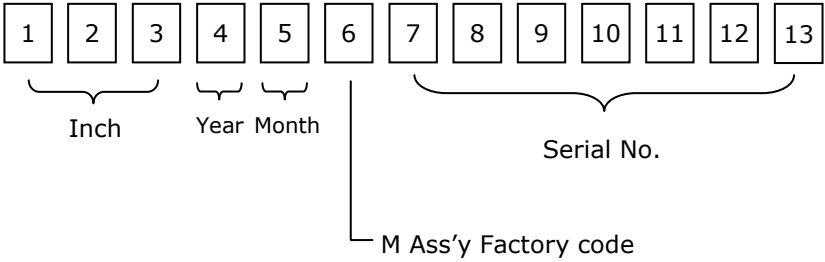 1 2 3 4 5 6 7 8 9 10 11 12 13
Inch
Year Month
Serial No.
M Ass’y Factory code